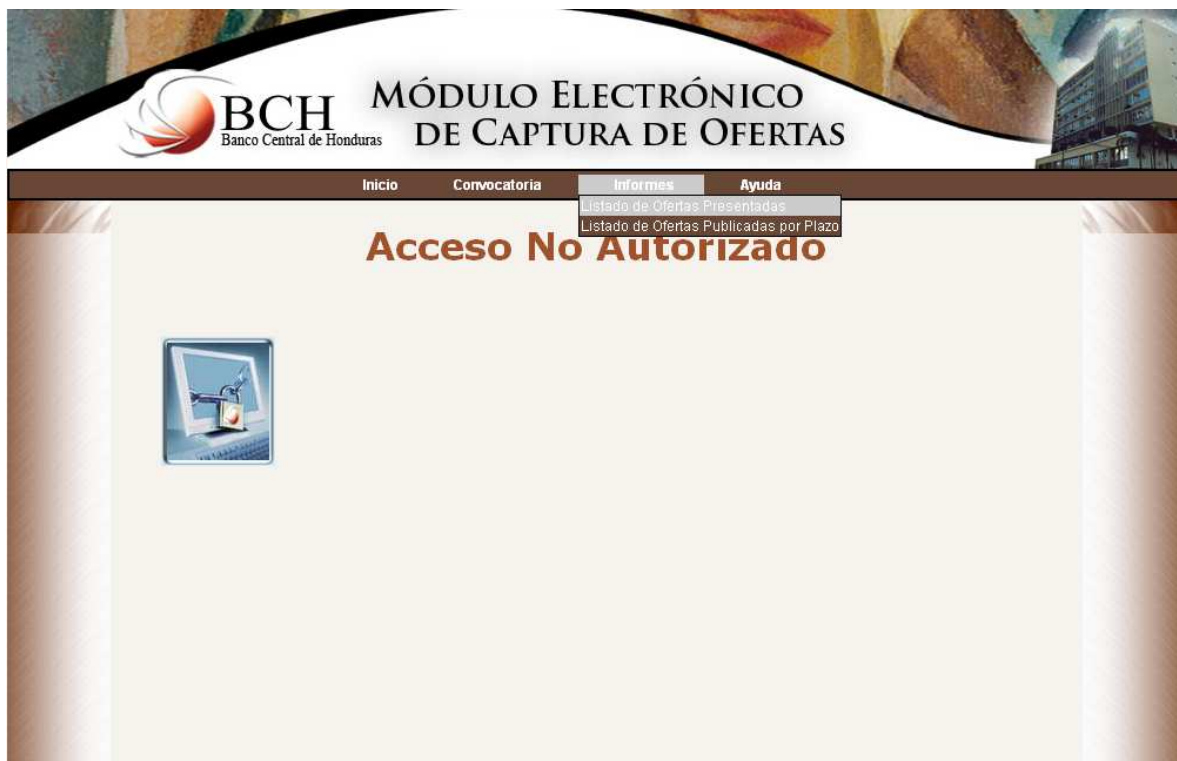 BCH
Banco Central de Honduras
MÓDULO ELECTRÓNICO
DE CAPTURA DE OFERTAS
Inicio Convocatoria Informes Ayuda
Listado de Ofertas Presentadas
Listado de Ofertas Publicadas por Plazo
Acceso No Autorizado